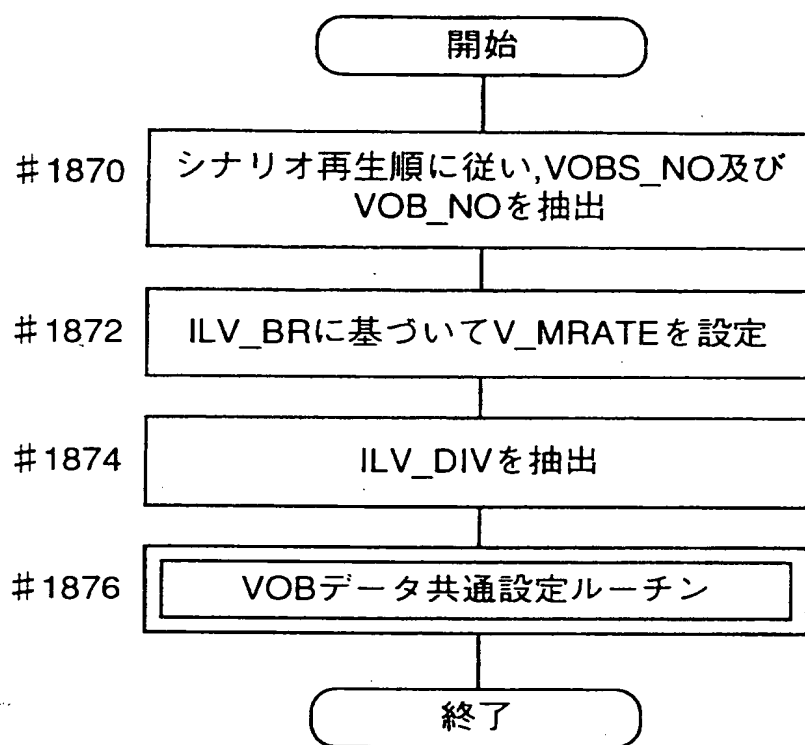 開始
#1870 シナリオ再生順に従い,VOBS_NO及び
VOB_NOを抽出
#1872 ILV_BRに基づいてV_MRATEを設定
#1874 ILV_DIVを抽出
#1876 VOBデータ共通設定ルーチン
終了